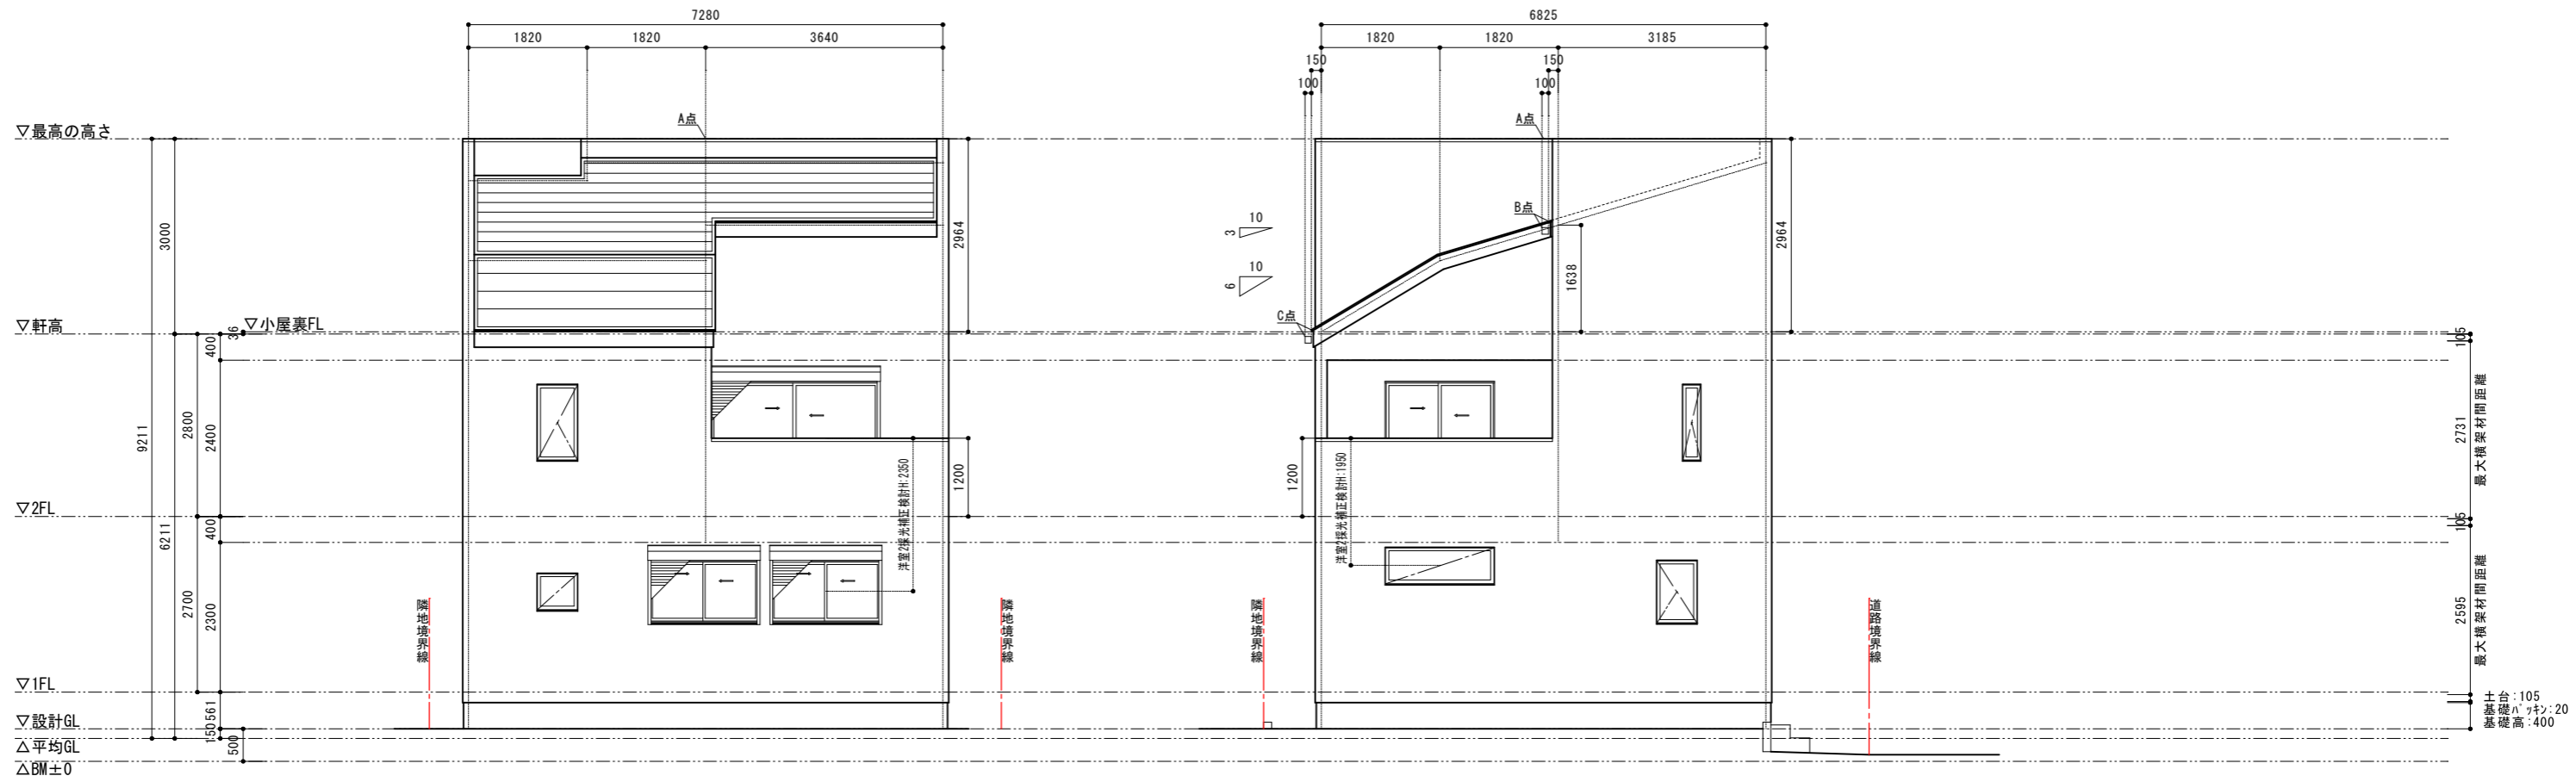 7280
1820
1820
3640
6825
1820
1820
3185
150
150
100
100
▽最高の高さ
A点
A点
B点
C点
10
3
10
6
3000
2964
2964
1638
▽軒高
▽小屋裏FL
36
400
105
2800
2400
9211
6211
1200
1200
洋室2採光補正検討H:2350
洋室2採光補正検討H:1950
2731
最大横架材間距離
▽2FL
400
105
2700
2300
2595
最大横架材間距離
隣地境界線
隣地境界線
隣地境界線
道路境界線
▽1FL
561
150
500
▽設計GL
△平均GL
△BM±0
土台:105
基礎パッキン:20
基礎高:400